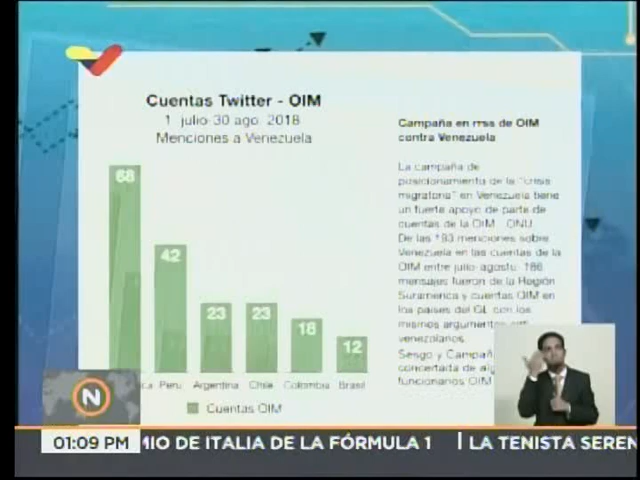 Cuentas Twitter - OIM
1 julio-30 ago. 2018
Menciones a Venezuela
68
42
23
23
18
12
Peru
Argentina
Chile
Colombia
Brasil
Cuentas OIM
Campaña en rrss de OIM
contra Venezuela
La campaña de
posicionamiento de la "crisis
migratoria" en Venezuela tiene
un fuerte apoyo de parte de
cuentas de la OIM - ONU
De las 193 menciones sobre
Venezuela en las cuentas de la
OIM entre julio-agosto, 186
mensajes fueron de la Región
Suramerica y cuentas OIM en
los países del GL con los
mismos argumentos
venezolanos.
Sesgo y Campaña
concertada de
funcionarios OIM
N
01:09 PM
MIO DE ITALIA DE LA FÓRMULA 1 | LA TENISTA SEREN